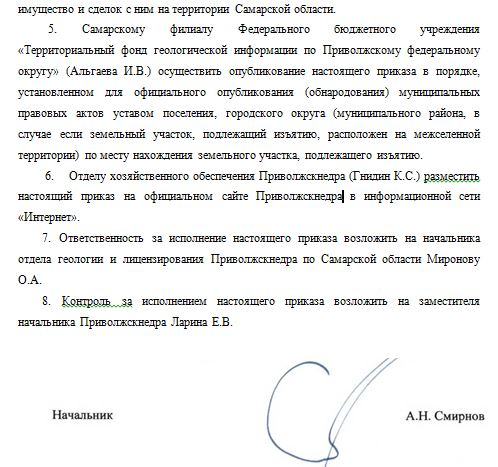 имущество и сделок с ним на территории Самарской области.
5. Самарскому филиалу Федерального бюджетного учреждения
«Территориальный фонд геологической информации по Приволжскому федеральному
округу» (Альгаева И.В.) осуществить опубликование настоящего приказа в порядке,
установленном для официального опубликования (обнародования) муниципальных
правовых актов уставом поселения, городского округа (муниципального района, в
случае если земельный участок, подлежащий изъятию, расположен на межселенной
территории) по месту нахождения земельного участка, подлежащего изъятию.
6. Отделу хозяйственного обеспечения Приволжскнедра (Гнидин К.С.) разместить
настоящий приказ на официальном сайте Приволжскнедра в информационной сети
«Интернет».
7. Ответственность за исполнение настоящего приказа возложить на начальника
отдела геологии и лицензирования Приволжскнедра по Самарской области Миронову
О.А.
8. Контроль за исполнением настоящего приказа возложить на заместителя
начальника Приволжскнедра Ларина Е.В.
Начальник
А.Н. Смирнов